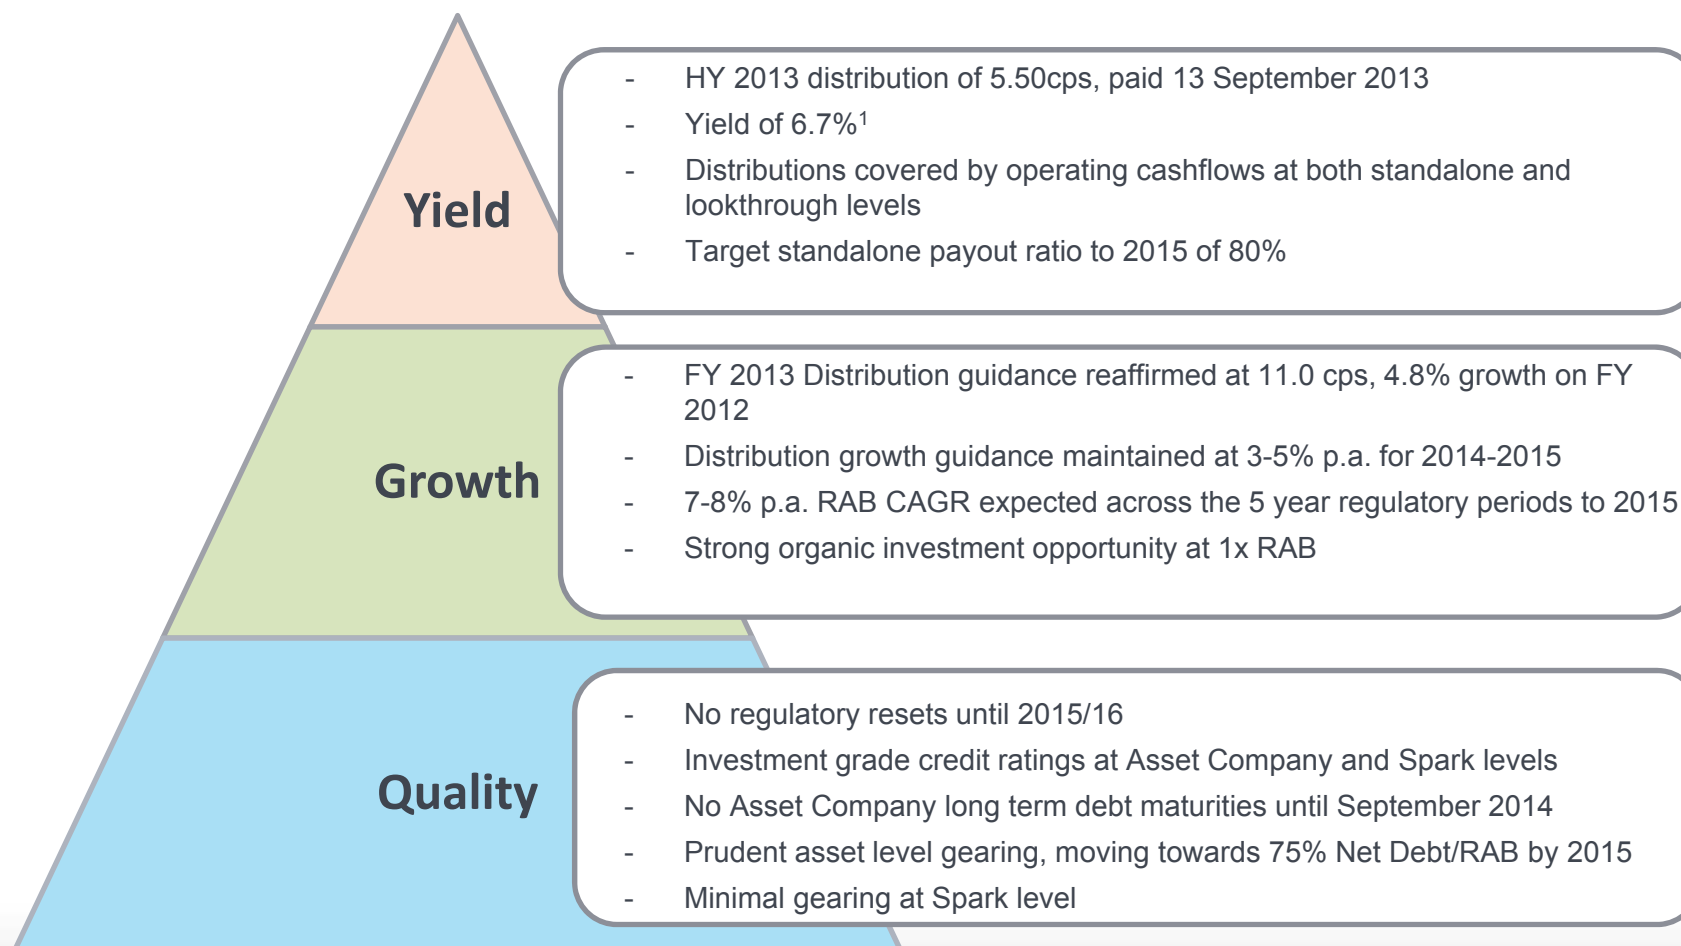 Yield
- HY 2013 distribution of 5.50cps, paid 13 September 2013
- Yield of 6.7%¹
- Distributions covered by operating cashflows at both standalone and
lookthrough levels
- Target standalone payout ratio to 2015 of 80%
Growth
- FY 2013 Distribution guidance reaffirmed at 11.0 cps, 4.8% growth on FY
2012
- Distribution growth guidance maintained at 3-5% p.a. for 2014-2015
- 7-8% p.a. RAB CAGR expected across the 5 year regulatory periods to 2015
- Strong organic investment opportunity at 1x RAB
Quality
- No regulatory resets until 2015/16
- Investment grade credit ratings at Asset Company and Spark levels
- No Asset Company long term debt maturities until September 2014
- Prudent asset level gearing, moving towards 75% Net Debt/RAB by 2015
- Minimal gearing at Spark level